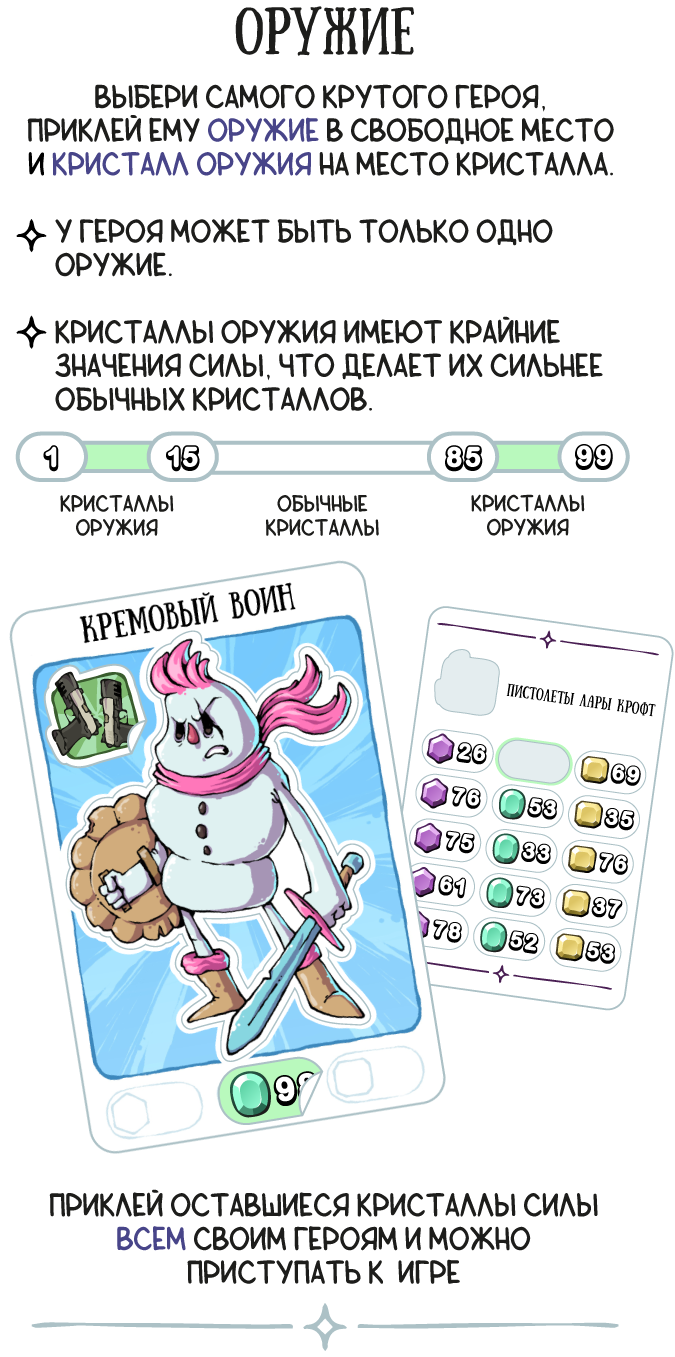 ОРУЖИЕ
ВЫБЕРИ САМОГО КРУТОГО ГЕРОЯ,
ПРИКЛЕЙ ЕМУ ОРУЖИЕ В СВОБОДНОЕ МЕСТО
И КРИСТАЛЛ ОРУЖИЯ НА МЕСТО КРИСТАЛЛА.
У ГЕРОЯ МОЖЕТ БЫТЬ ТОЛЬКО ОДНО
ОРУЖИЕ.
КРИСТАЛЛЫ ОРУЖИЯ ИМЕЮТ КРАЙНИЕ
ЗНАЧЕНИЯ СИЛЫ, ЧТО ДЕЛАЕТ ИХ СИЛЬНЕЕ
ОБЫЧНЫХ КРИСТАЛЛОВ.
1 15 85 99
КРИСТАЛЛЫ ОБЫЧНЫЕ КРИСТАЛЛЫ
ОРУЖИЯ КРИСТАЛЛЫ ОРУЖИЯ
КРЕМОВЫЙ ВОИН
ПИСТОЛЕТЫ ЛАРЫ КРОФТ
26 69
76 53 35
75 33 76
61 73 37
78 52 53
9
ПРИКЛЕЙ ОСТАВШИЕСЯ КРИСТАЛЛЫ СИЛЫ
ВСЕМ СВОИМ ГЕРОЯМ И МОЖНО
ПРИСТУПАТЬ К ИГРЕ